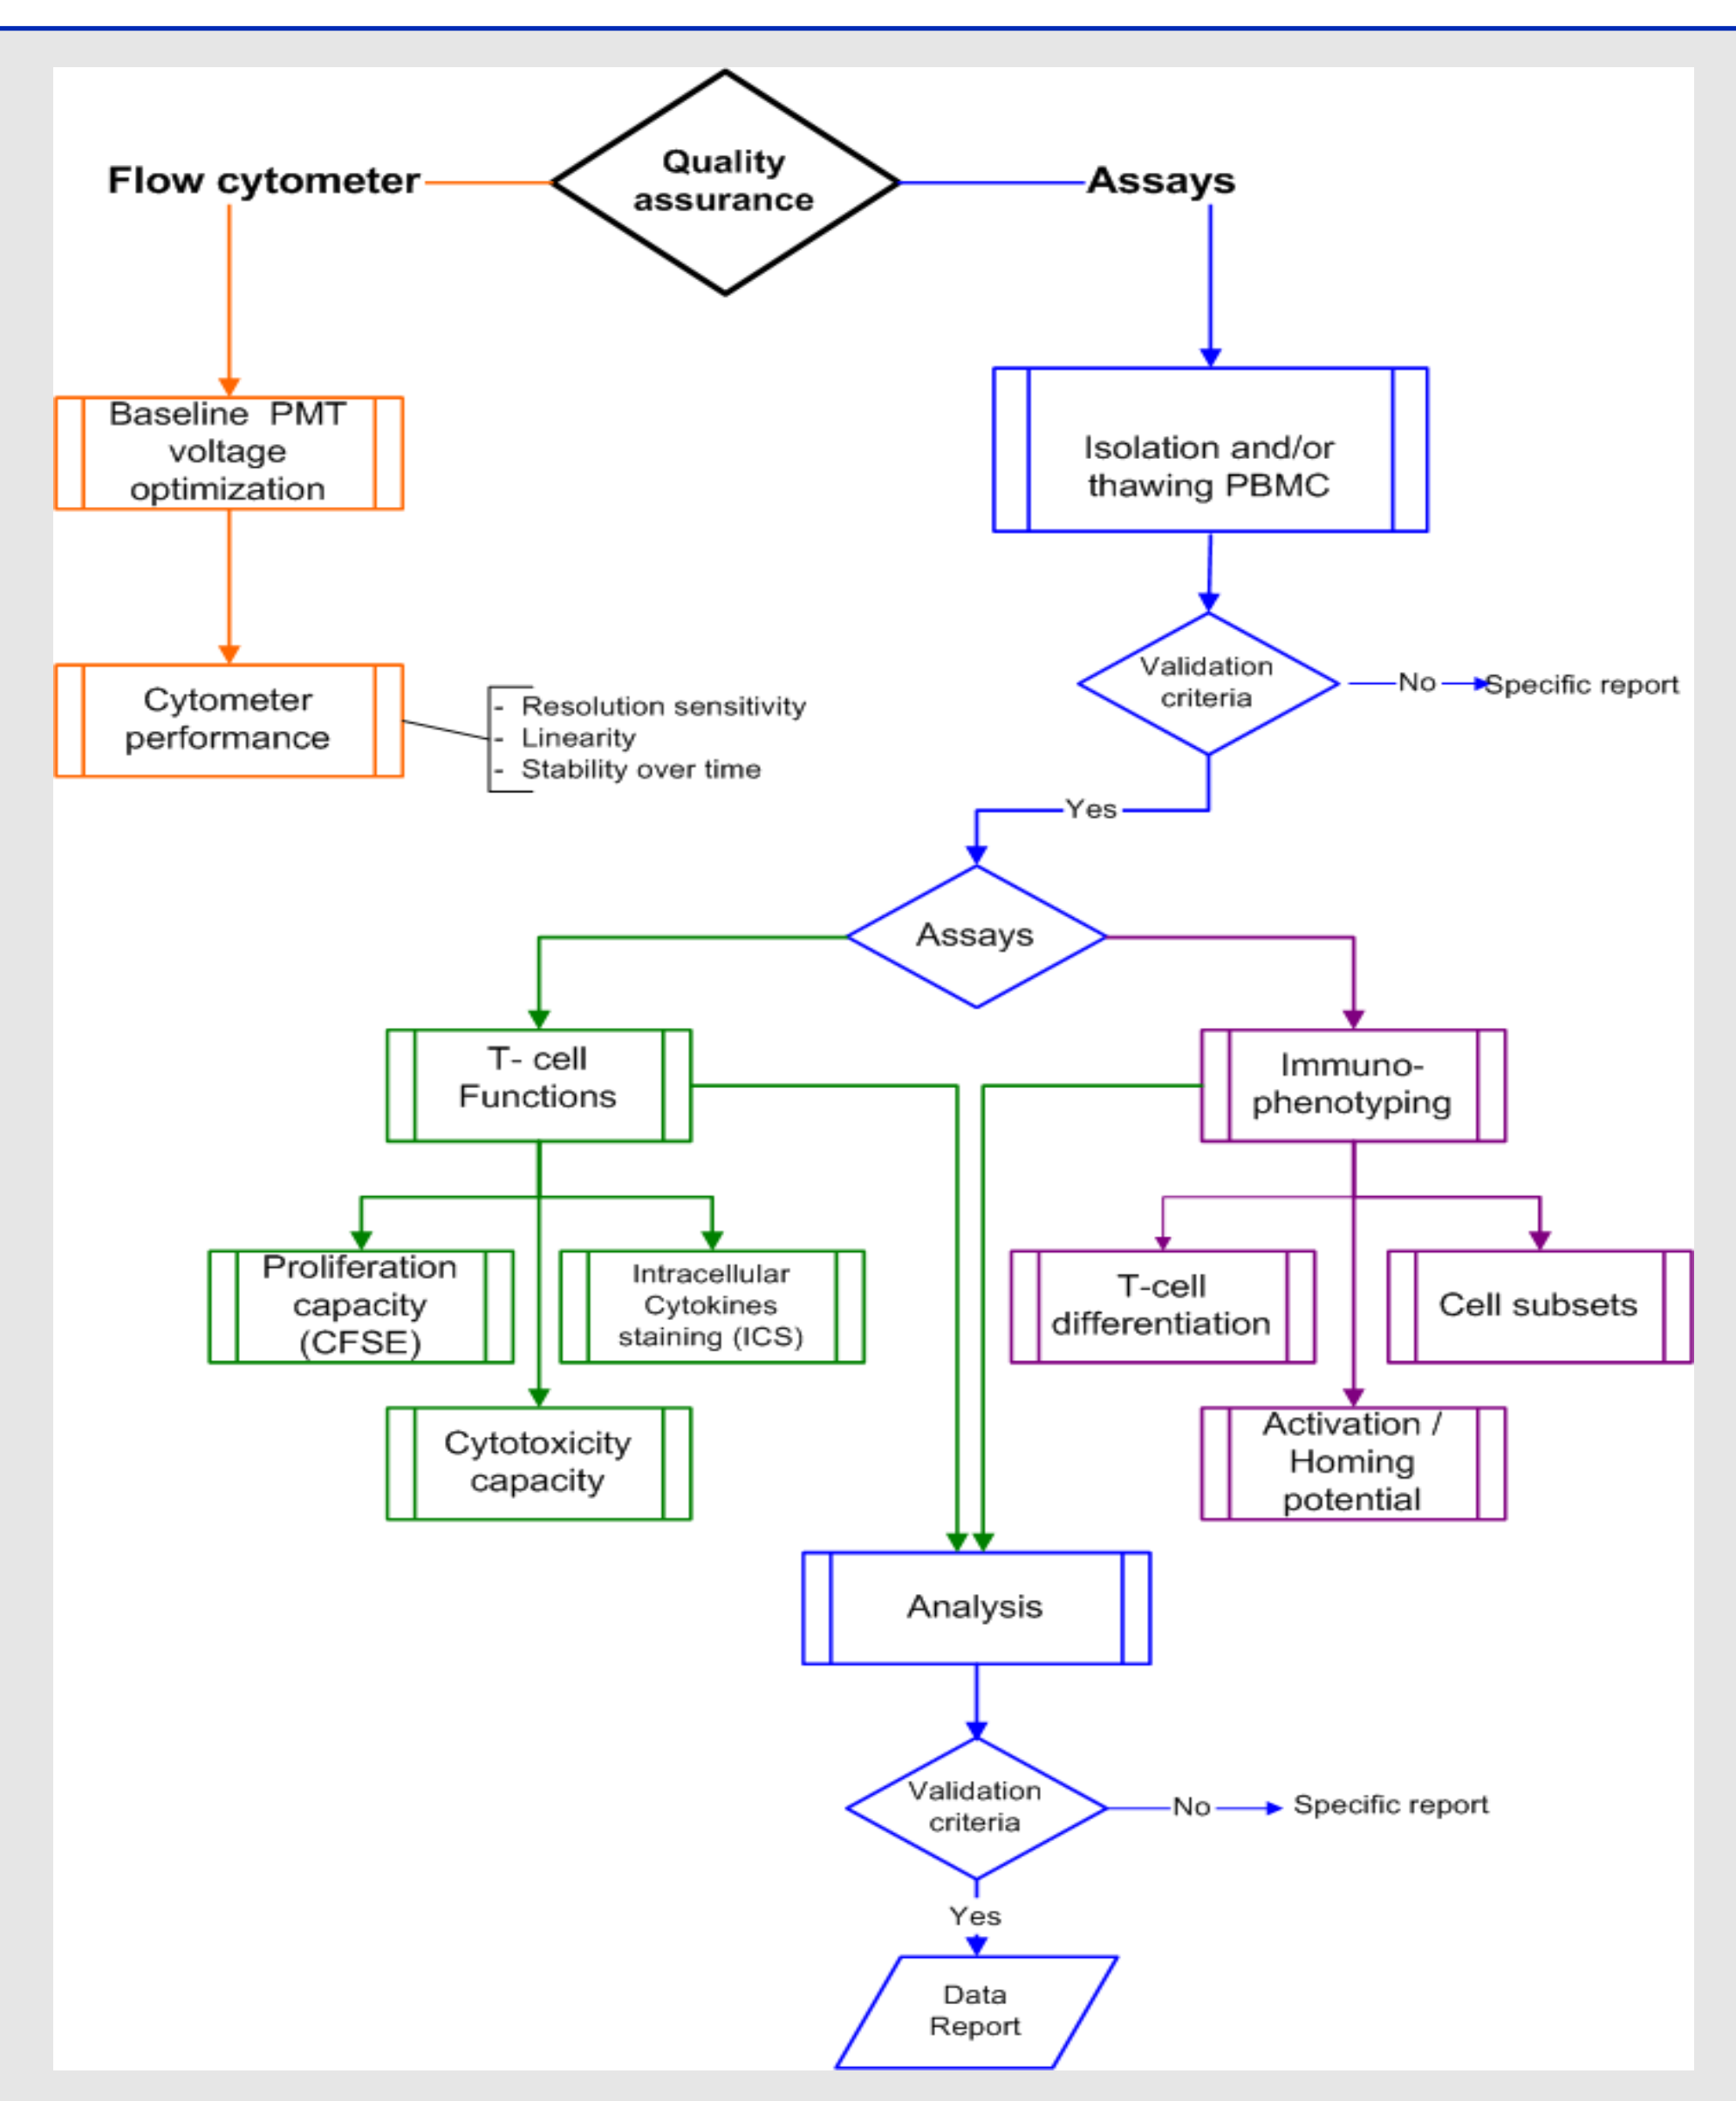 Quality
assurance
Flow cytometer
Assays
Baseline  PMT
voltage
optimization
Isolation and/or
thawing PBMC
Cytometer
performance
- Resolution sensitivity
- Linearity
- Stability over time
Validation
criteria
No
Specific report
Yes
Assays
T- cell
Functions
Immuno-
phenotyping
Proliferation
capacity
(CFSE)
Intracellular
Cytokines
staining (ICS)
T-cell
differentiation
Cell subsets
Cytotoxicity
capacity
Activation /
Homing
potential
Analysis
Validation
criteria
No
Specific report
Yes
Data
Report